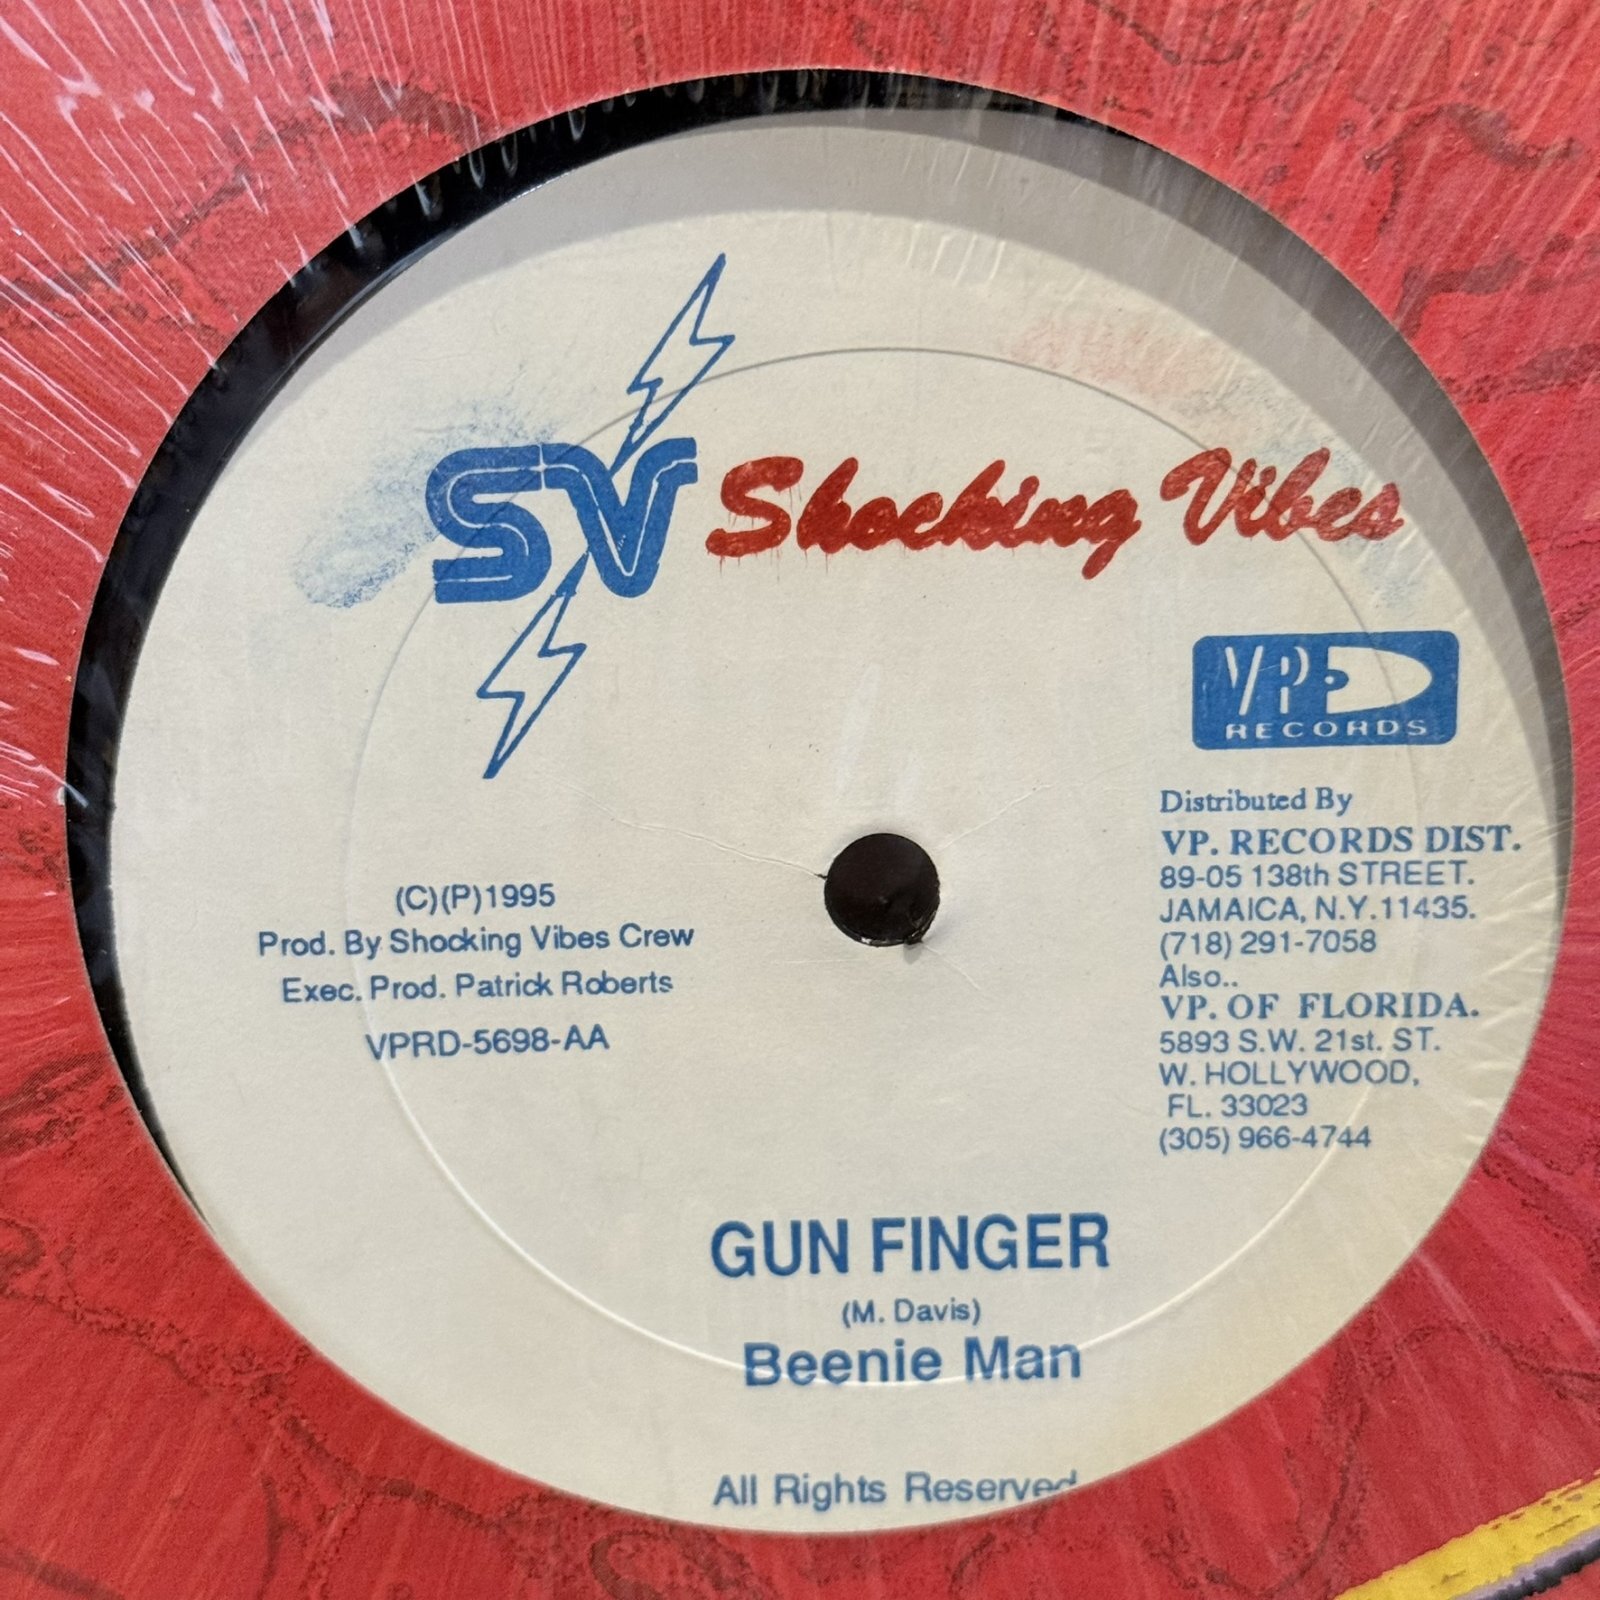 SV Shocking Vibes
VP
RECORDS
Distributed By
VP. RECORDS DIST.
89-05 138th STREET.
JAMAICA, N.Y.11435.
(718) 291-7058
Also..
VP. OF FLORIDA.
5893 S.W. 21st. ST.
W. HOLLYWOOD,
FL. 33023
(305) 966-4744
(C)(P)1995
Prod. By Shocking Vibes Crew
Exec. Prod. Patrick Roberts
VPRD-5698-AA
GUN FINGER
(M. Davis)
Beenie Man
All Rights Reserved